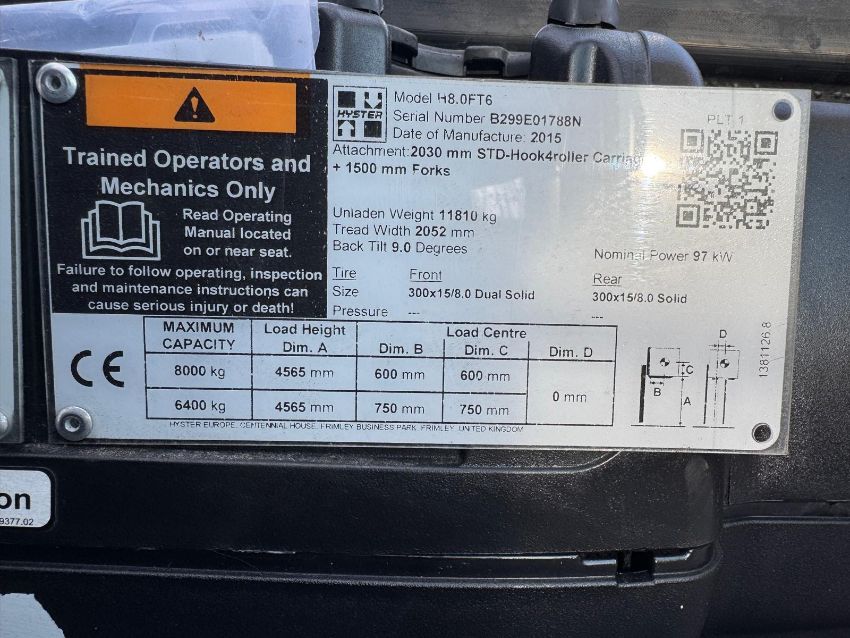 Trained Operators and
Mechanics Only
Read Operating
Manual located
on or near seat.
Failure to follow operating, inspection
and maintenance instructions can
cause serious injury or death!
HYSTER
Model H8.0FT6
Serial Number B299E01788N
Date of Manufacture: 2015
Attachment:2030 mm STD-Hook4roller Carriag
+ 1500 mm Forks
PLT 1
Unladen Weight 11810 kg
Tread Width 2052 mm
Back Tilt 9.0 Degrees
Nominal Power 97 kW
Tire Front Rear
Size 300x15/8.0 Dual Solid 300x15/8.0 Solid
Pressure --- ---
CE
MAXIMUM CAPACITY Load Height Dim. A Load Centre Dim. B Dim. C Dim. D
8000 kg 4565 mm 600 mm 600 mm 0 mm
6400 kg 4565 mm 750 mm 750 mm
D
C
B
A
D
1381126.8
HYSTER EUROPE, CENTENNIAL HOUSE, FRIMLEY BUSINESS PARK, FRIMLEY, UNITED KINGDOM
on
9377.02